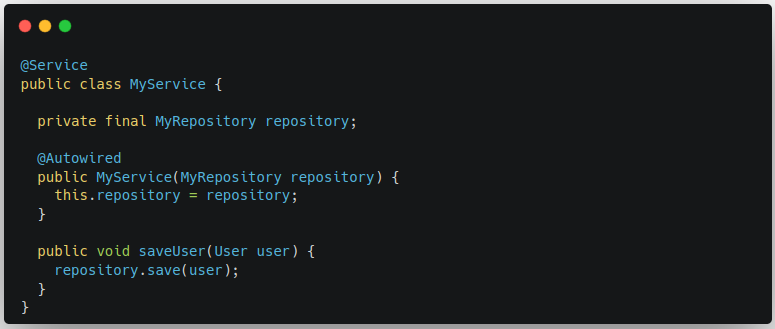 @Service
public class MyService {
  private final MyRepository repository;
  @Autowired
  public MyService(MyRepository repository) {
    this.repository = repository;
  }
  public void saveUser(User user) {
    repository.save(user);
  }
}